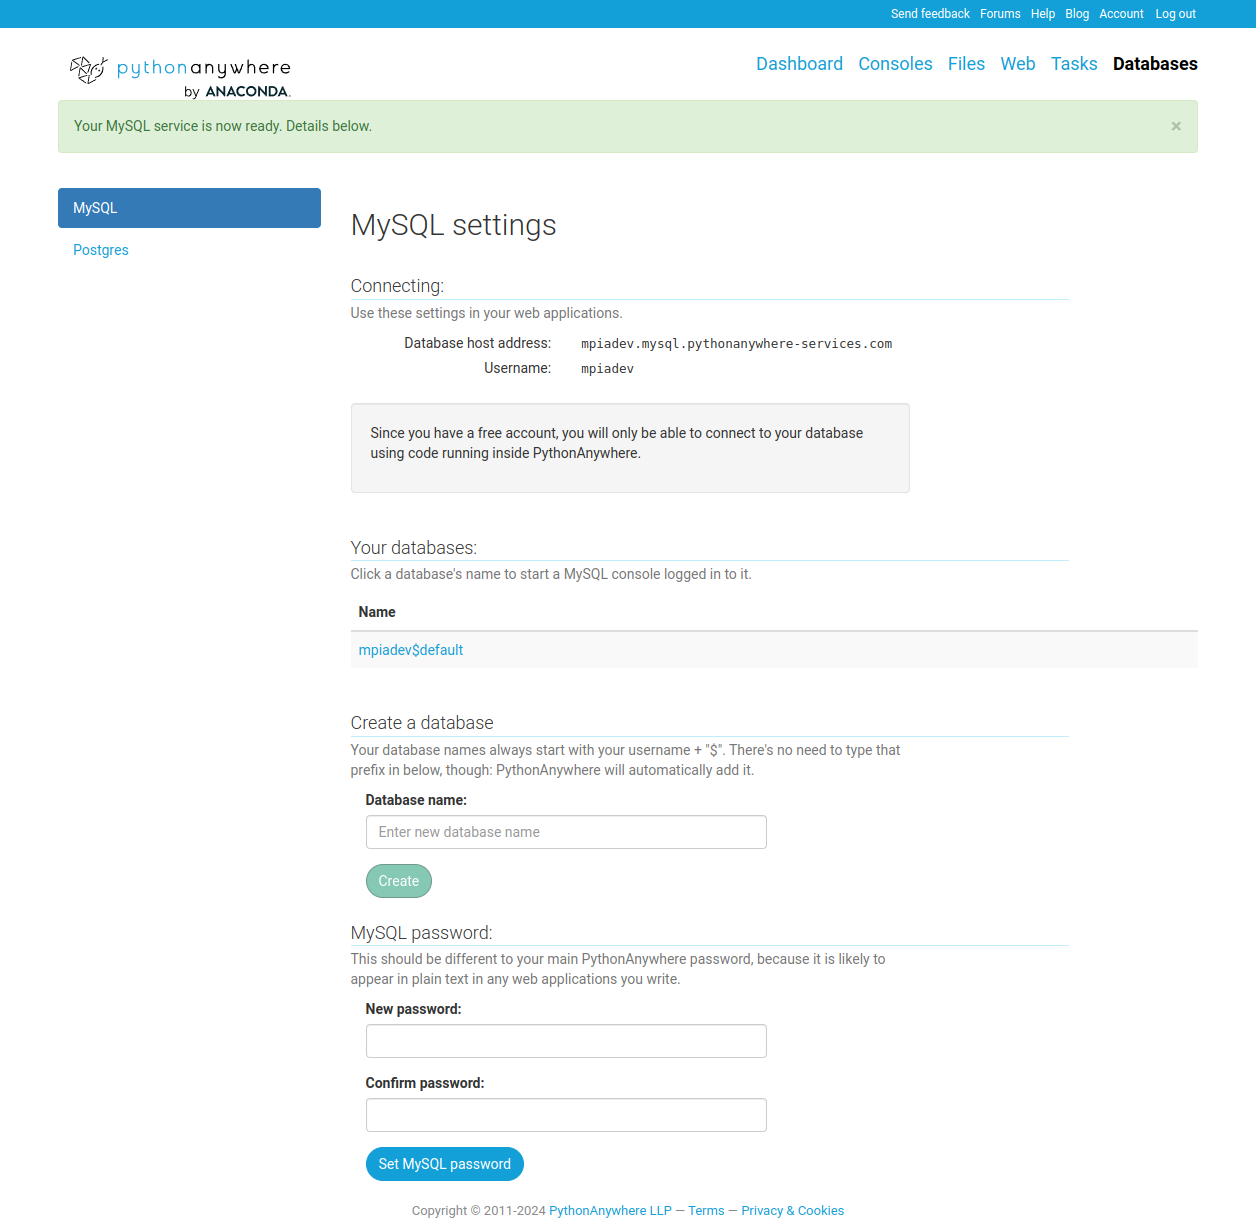 Send feedback Forums Help Blog Account Log out
pythonanywhere
by ANACONDA.
Dashboard Consoles Files Web Tasks Databases
Your MySQL service is now ready. Details below. ×
MySQL
Postgres
MySQL settings
Connecting:
Use these settings in your web applications.
Database host address: mpiadev.mysql.pythonanywhere-services.com
Username: mpiadev
Since you have a free account, you will only be able to connect to your database
using code running inside PythonAnywhere.
Your databases:
Click a database's name to start a MySQL console logged in to it.
Name
mpiadev$default
Create a database
Your database names always start with your username + "$". There's no need to type that
prefix in below, though: PythonAnywhere will automatically add it.
Database name:
Enter new database name
Create
MySQL password:
This should be different to your main PythonAnywhere password, because it is likely to
appear in plain text in any web applications you write.
New password:
Confirm password:
Set MySQL password
Copyright © 2011-2024 PythonAnywhere LLP — Terms — Privacy & Cookies